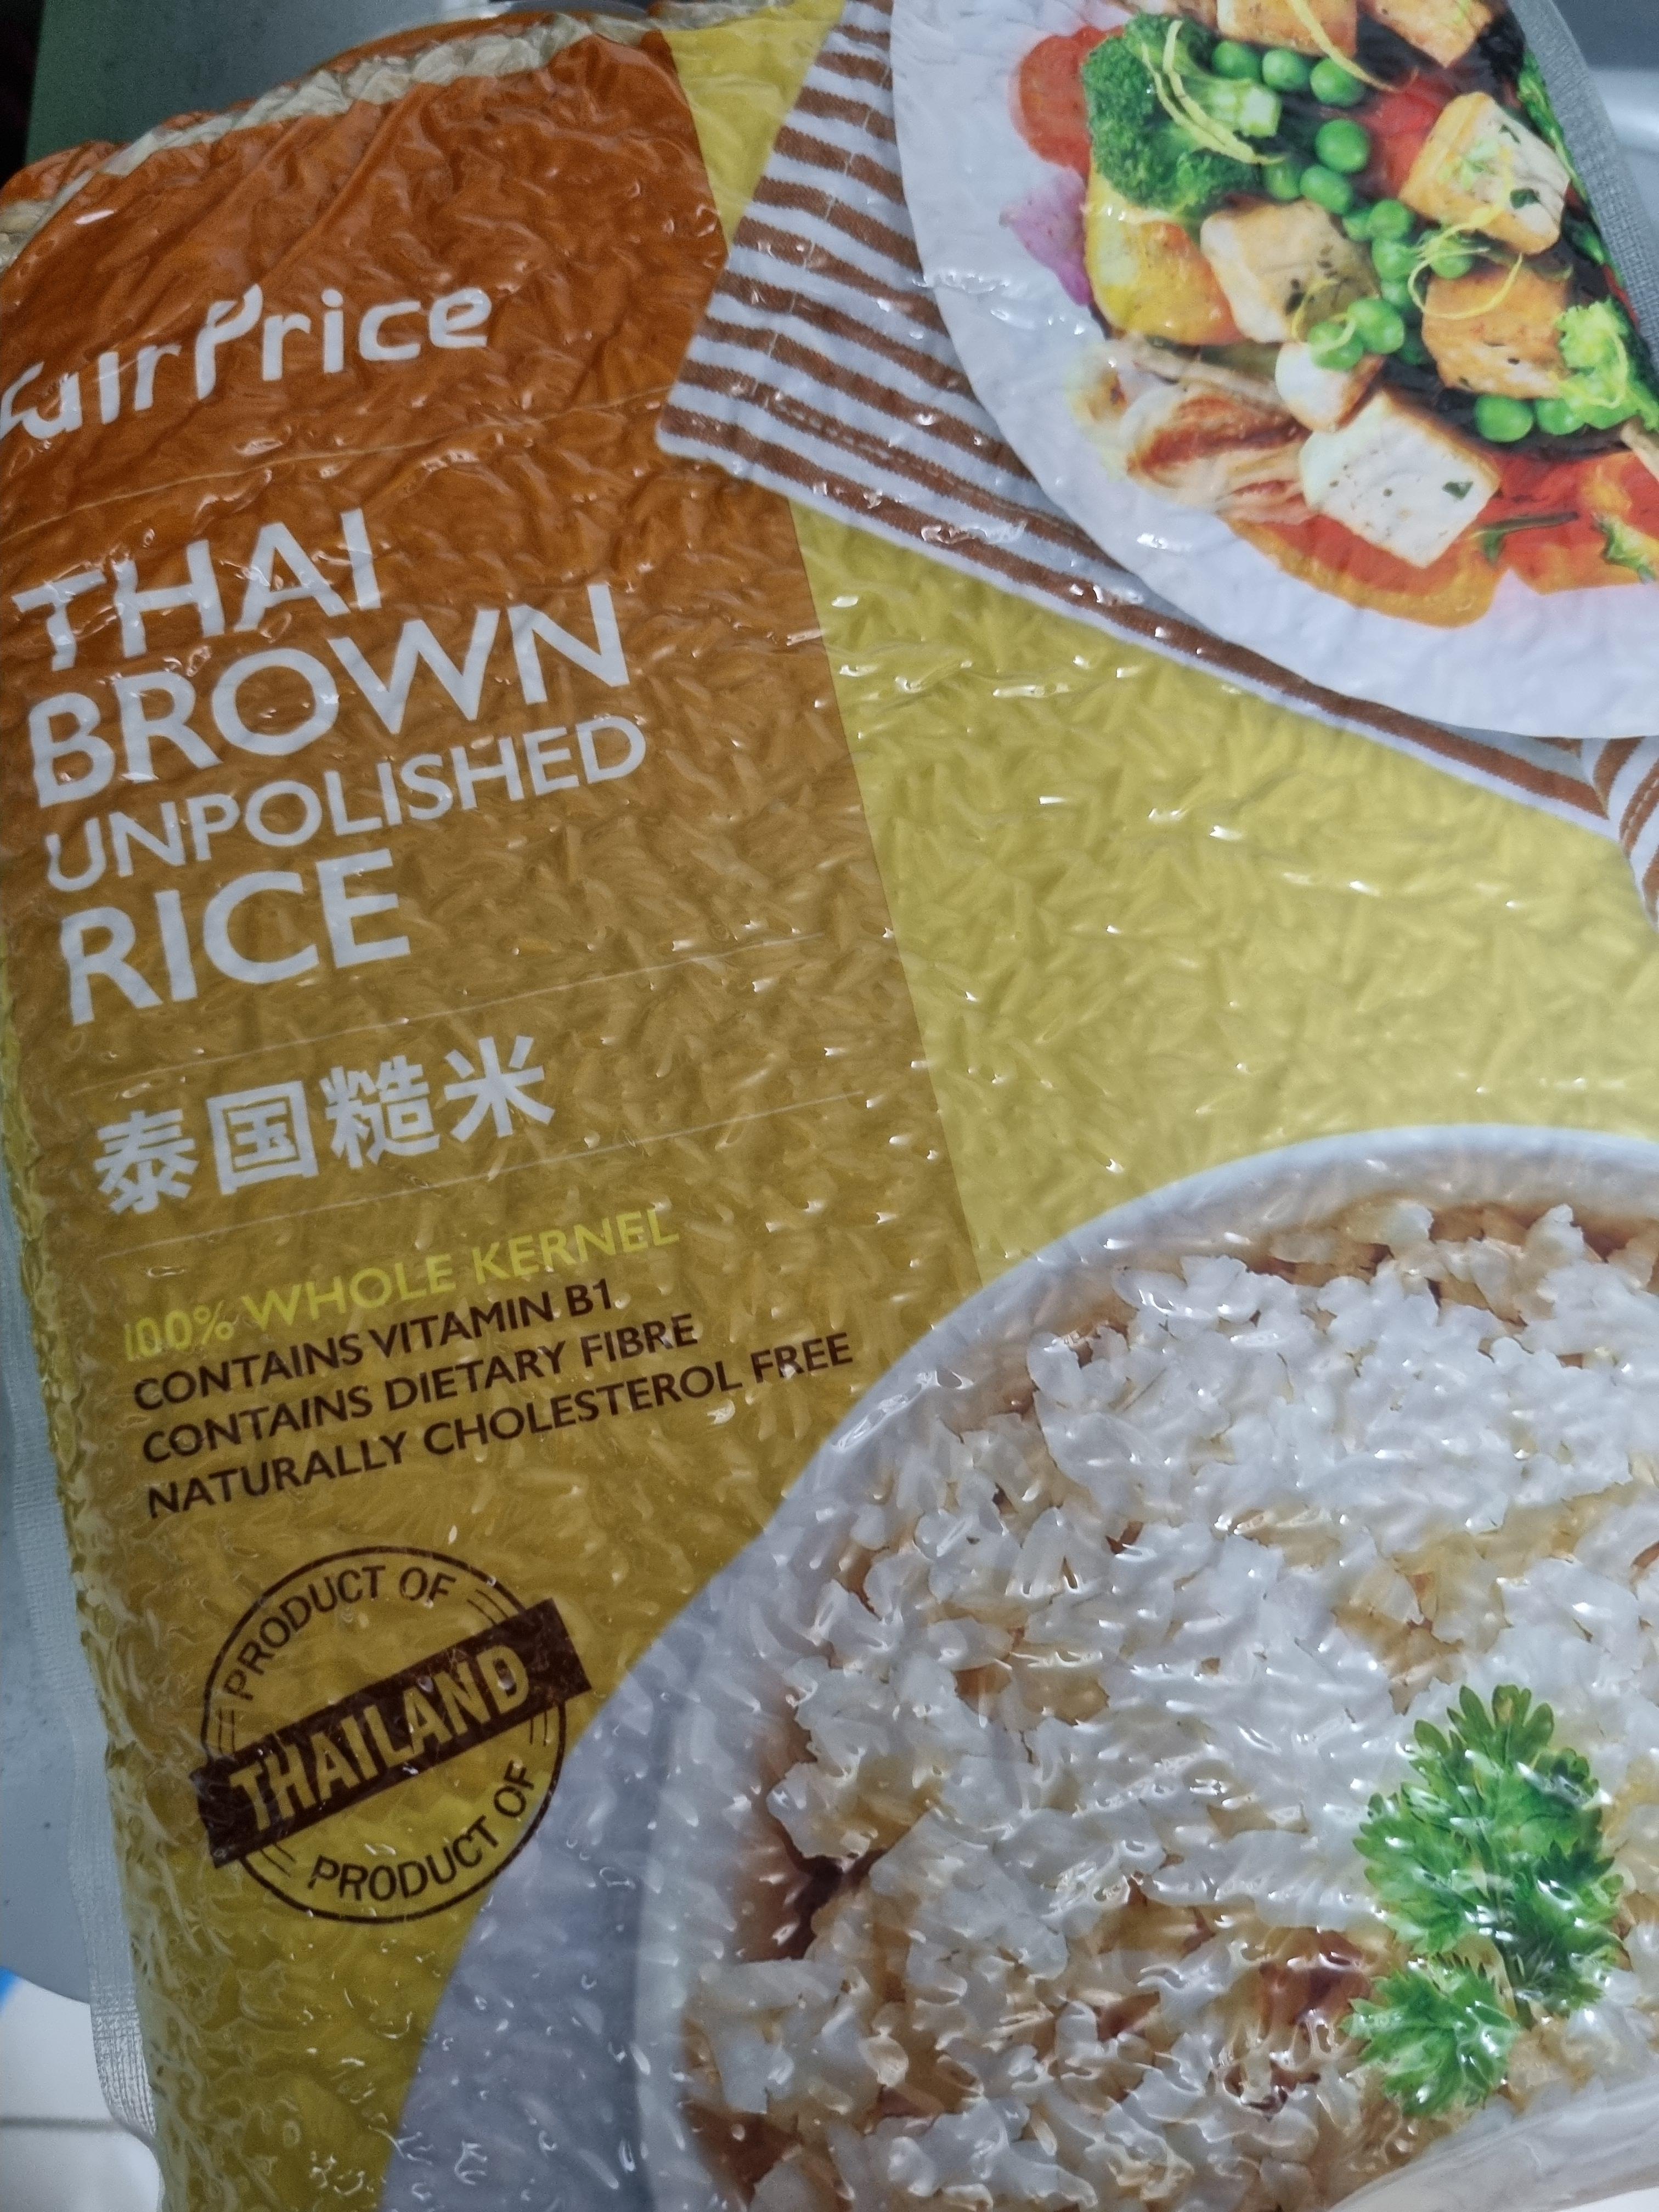 FairPrice
THAI
BROWN
UNPOLISHED
RICE
泰国糙米
100% WHOLE KERNEL
CONTAINS VITAMIN B1
CONTAINS DIETARY FIBRE
NATURALLY CHOLESTEROL FREE
PRODUCT OF
THAILAND
PRODUCT OF